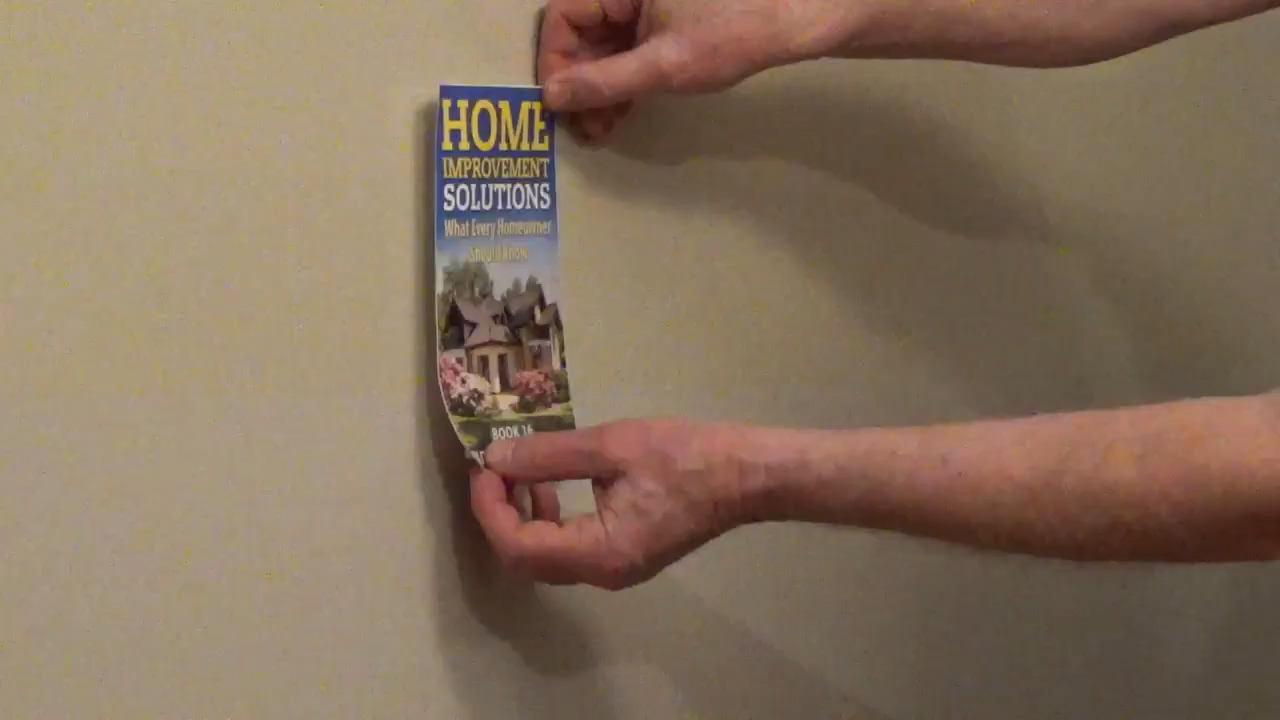 HOME
IMPROVEMENT
SOLUTIONS
What Every Homeowner
Should Know
BOOK 16